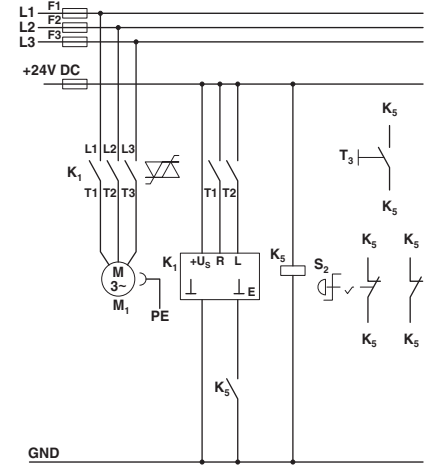 L1 F1
L2 F2
L3 F3
+24V DC
K5
L1 L2 L3
T3
K1
T1 T2 T3
T1 T2
K5
K1 +US R L
K5
S2
K5 K5
M
3~
M1
PE
E
K5 K5
K5
GND